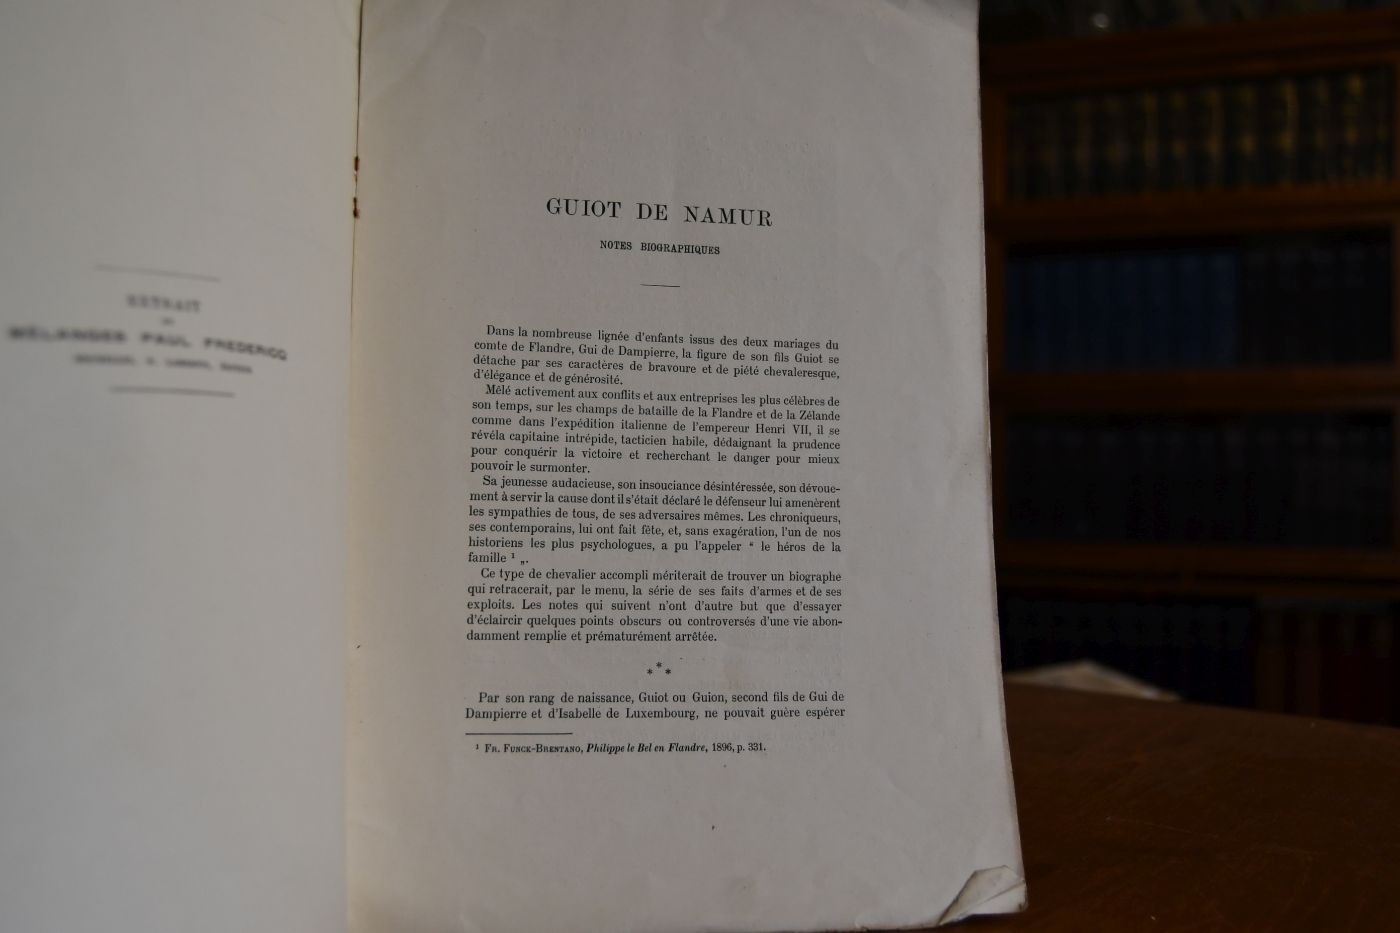 EXTRAIT
DE
MÉLANGES PAUL FREDERICQ
GUIOT DE NAMUR
NOTES BIOGRAPHIQUES
Dans la nombreuse lignée d'enfants issus des deux mariages du
comte de Flandre, Gui de Dampierre, la figure de son fils Guiot se
détache par ses caractères de bravoure et de piété chevaleresque,
d'élégance et de générosité.
Mêlé activement aux conflits et aux entreprises les plus célèbres de
son temps, sur les champs de bataille de la Flandre et de la Zélande
comme dans l'expédition italienne de l'empereur Henri VII, il se
révéla capitaine intrépide, tacticien habile, dédaignant la prudence
pour conquérir la victoire et recherchant le danger pour mieux
pouvoir le surmonter.
Sa jeunesse audacieuse, son insouciance désintéressée, son dévoue-
ment à servir la cause dont il s'était déclaré le défenseur lui amenèrent
les sympathies de tous, de ses adversaires mêmes. Les chroniqueurs,
ses contemporains, lui ont fait fête, et, sans exagération, l'un de nos
historiens les plus psychologues, a pu l'appeler “ le héros de la
famille ¹ „.
Ce type de chevalier accompli mériterait de trouver un biographe
qui retracerait, par le menu, la série de ses faits d'armes et de ses
exploits. Les notes qui suivent n'ont d'autre but que d'essayer
d'éclaircir quelques points obscurs ou controversés d'une vie abon-
damment remplie et prématurément arrêtée.
* * *
Par son rang de naissance, Guiot ou Guion, second fils de Gui de
Dampierre et d'Isabelle de Luxembourg, ne pouvait guère espérer
¹ Fr. Funck-Brentano, Philippe le Bel en Flandre, 1896, p. 331.